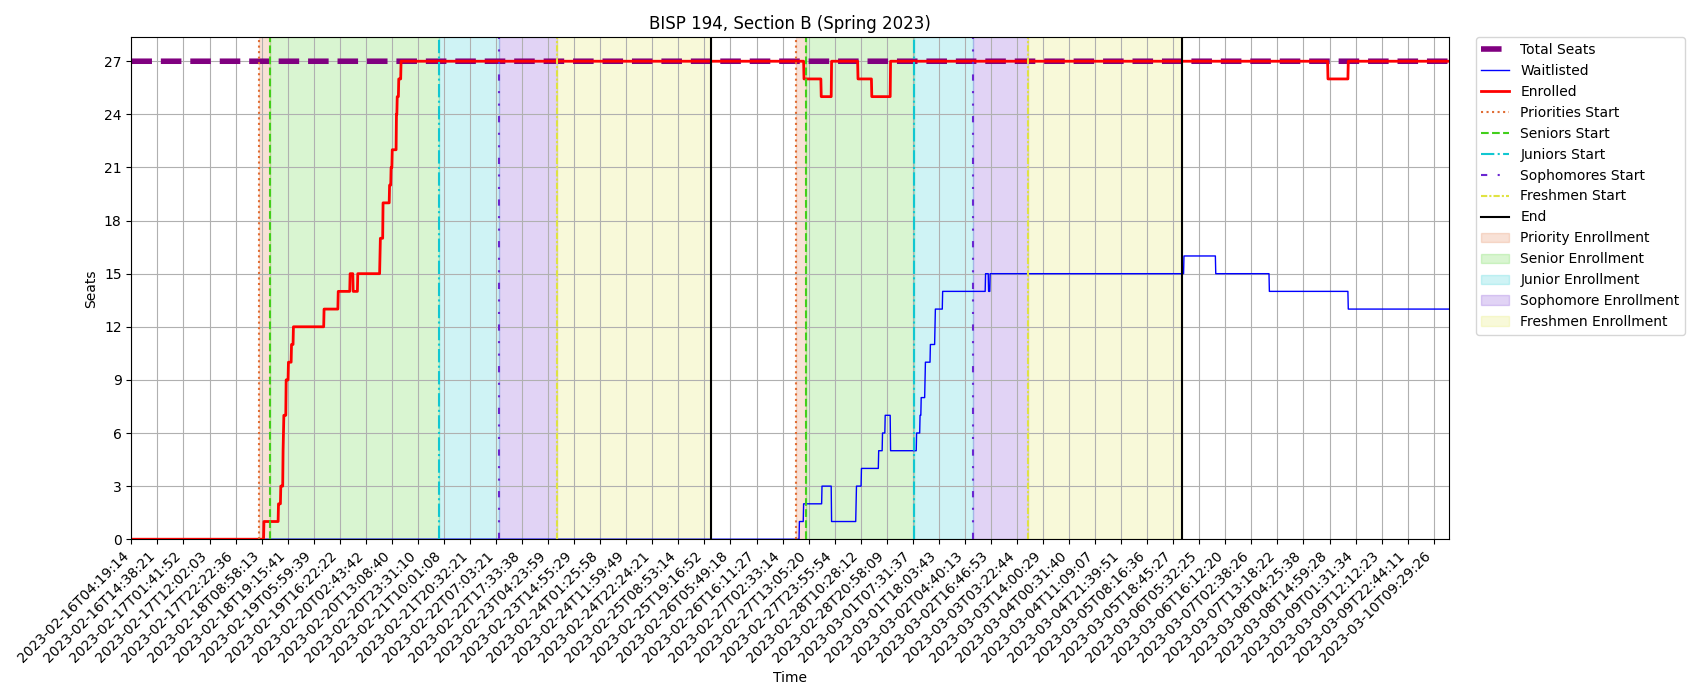 BISP 194, Section B (Spring 2023)
Total Seats
Waitlisted
Enrolled
Priorities Start
Seniors Start
Juniors Start
Sophomores Start
Freshmen Start
End
Priority Enrollment
Senior Enrollment
Junior Enrollment
Sophomore Enrollment
Freshmen Enrollment
Seats
27
24
21
18
15
12
9
6
3
0
2023-02-16T04:19:14
2023-02-16T14:38:21
2023-02-17T01:41:52
2023-02-17T12:02:03
2023-02-17T22:22:36
2023-02-18T08:58:13
2023-02-18T19:15:41
2023-02-19T05:59:39
2023-02-19T16:22:22
2023-02-20T02:43:42
2023-02-20T13:08:40
2023-02-20T23:31:10
2023-02-21T10:01:08
2023-02-21T20:32:21
2023-02-22T07:03:21
2023-02-22T17:33:38
2023-02-23T04:23:59
2023-02-23T14:55:29
2023-02-24T01:25:58
2023-02-24T11:59:49
2023-02-24T22:24:21
2023-02-25T08:53:14
2023-02-25T19:16:52
2023-02-26T05:49:18
2023-02-26T16:11:27
2023-02-27T02:33:14
2023-02-27T13:05:20
2023-02-27T23:55:54
2023-02-28T10:28:12
2023-02-28T20:58:09
2023-03-01T07:31:37
2023-03-01T18:03:43
2023-03-02T04:40:13
2023-03-02T16:46:53
2023-03-03T03:22:44
2023-03-03T14:00:29
2023-03-04T00:31:40
2023-03-04T11:09:07
2023-03-04T21:39:51
2023-03-05T08:16:36
2023-03-05T18:45:27
2023-03-06T05:32:25
2023-03-06T16:12:20
2023-03-07T02:38:26
2023-03-07T13:18:22
2023-03-08T04:25:38
2023-03-08T14:59:28
2023-03-09T01:31:34
2023-03-09T12:12:23
2023-03-09T22:44:11
2023-03-10T09:29:26
Time